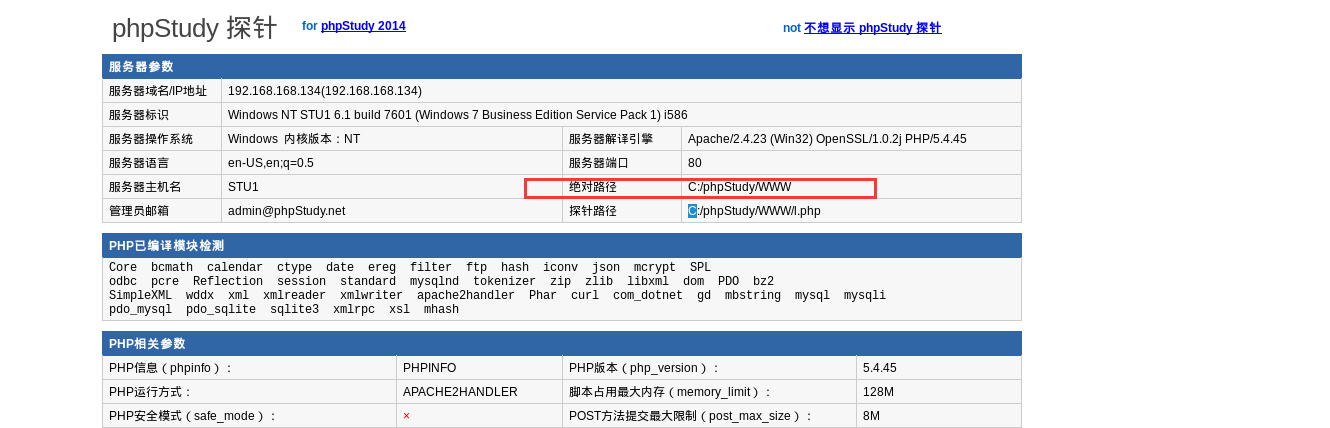 phpStudy 探针 for phpStudy 2014 not 不想显示 phpStudy 探针
服务器参数
服务器域名/IP地址 192.168.168.134(192.168.168.134)
服务器标识 Windows NT STU1 6.1 build 7601 (Windows 7 Business Edition Service Pack 1) i586
服务器操作系统 Windows 内核版本：NT 服务器解译引擎 Apache/2.4.23 (Win32) OpenSSL/1.0.2j PHP/5.4.45
服务器语言 en-US,en;q=0.5 服务器端口 80
服务器主机名 STU1 绝对路径 C:/phpStudy/WWW
管理员邮箱 admin@phpStudy.net 探针路径 C:/phpStudy/WWW/l.php
PHP已编译模块检测
Core bcmath calendar ctype date ereg filter ftp hash iconv json mcrypt SPL
odbc pcre Reflection session standard mysqlnd tokenizer zip zlib libxml dom PDO bz2
SimpleXML wddx xml xmlreader xmlwriter apache2handler Phar curl com_dotnet gd mbstring mysql mysqli
pdo_mysql pdo_sqlite sqlite3 xmlrpc xsl mhash
PHP相关参数
PHP信息（phpinfo）： PHPINFO PHP版本（php_version）： 5.4.45
PHP运行方式： APACHE2HANDLER 脚本占用最大内存（memory_limit）： 128M
PHP安全模式（safe_mode）： × POST方法提交最大限制（post_max_size）： 8M